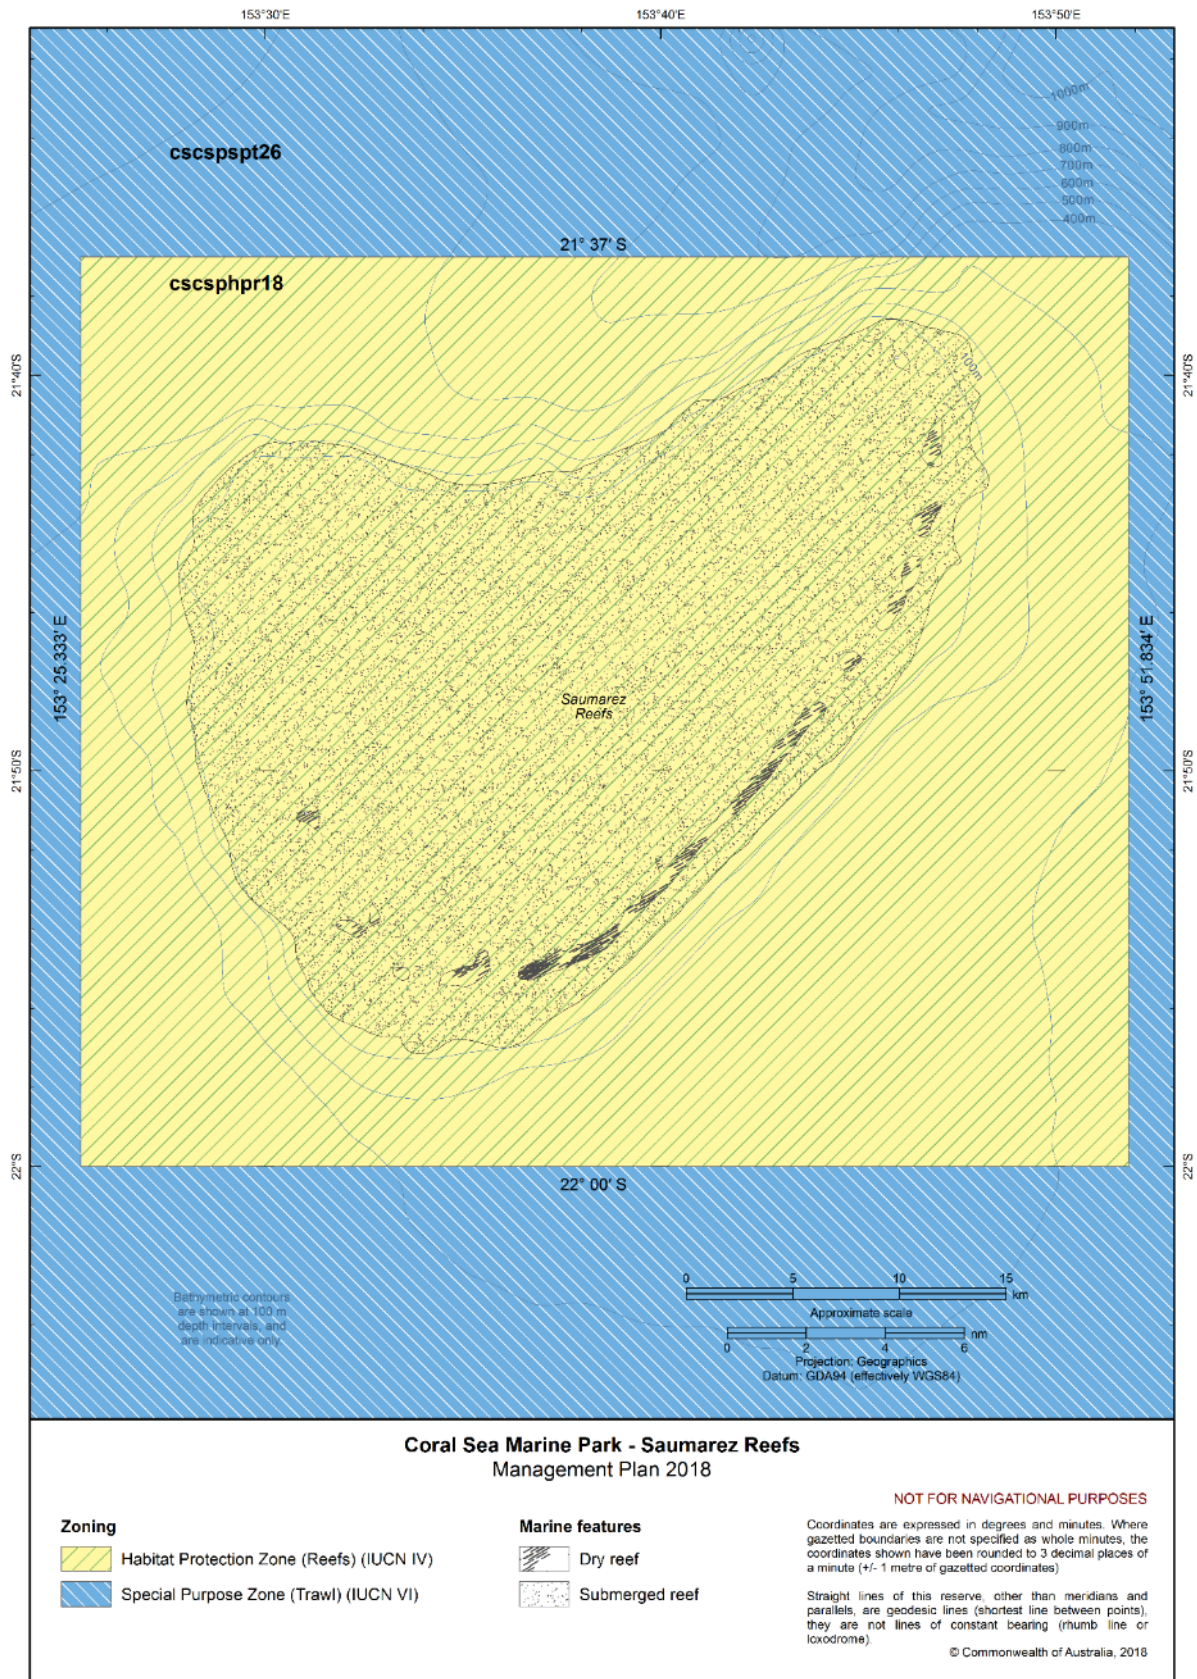 153°30'E
153°40'E
153°50'E
1000m
900m
800m
700m
600m
500m
400m
cscspspt26
21° 37' S
cscsphpr18
21°40'S
21°40'S
100m
153° 25.333' E
153° 51.834' E
Saumarez
Reefs
21°50'S
21°50'S
22°S
22°S
22° 00' S
Bathymetric contours
are shown at 100 m
depth intervals, and
are indicative only
0 5 10 15
km
Approximate scale
nm
0 2 4 6
Projection: Geographics
Datum: GDA94 (effectively WGS84)
Coral Sea Marine Park - Saumarez Reefs
Management Plan 2018
NOT FOR NAVIGATIONAL PURPOSES
Zoning
Habitat Protection Zone (Reefs) (IUCN IV)
Special Purpose Zone (Trawl) (IUCN VI)
Marine features
Dry reef
Submerged reef
Coordinates are expressed in degrees and minutes. Where
gazetted boundaries are not specified as whole minutes, the
coordinates shown have been rounded to 3 decimal places of
a minute (+/- 1 metre of gazetted coordinates)
Straight lines of this reserve, other than meridians and
parallels, are geodesic lines (shortest line between points),
they are not lines of constant bearing (rhumb line or
loxodrome).
© Commonwealth of Australia, 2018